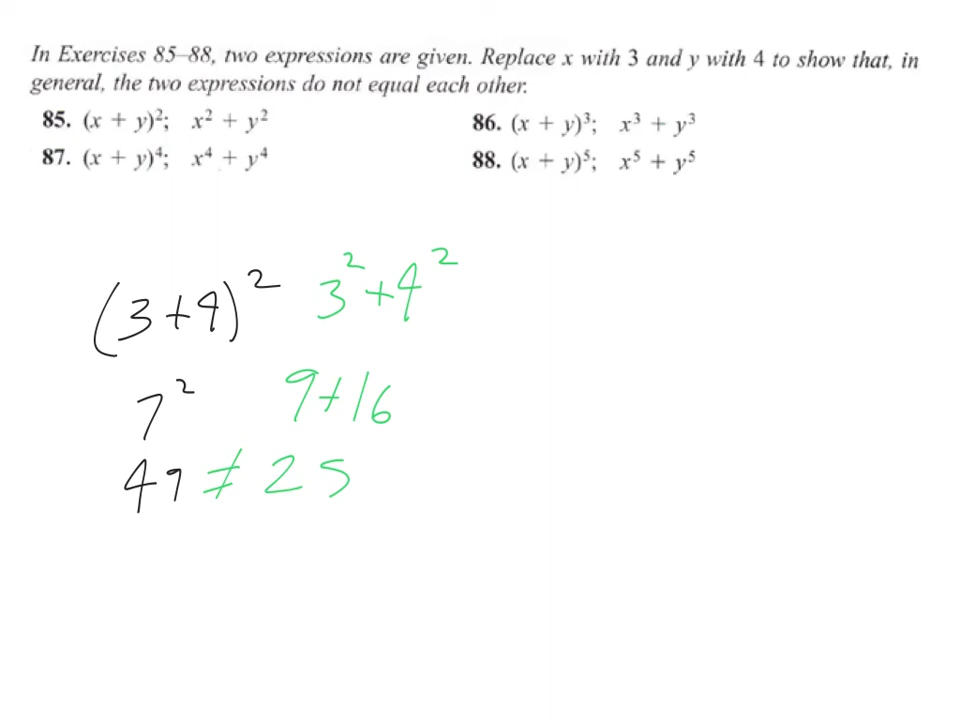 In Exercises 85–88, two expressions are given. Replace x with 3 and y with 4 to show that, in
general, the two expressions do not equal each other.
85. (x + y)²; x² + y²
86. (x + y)³; x³ + y³
87. (x + y)⁴; x⁴ + y⁴
88. (x + y)⁵; x⁵ + y⁵
(3+4)² 3²+4²
7² 9+16
49 ≠ 25